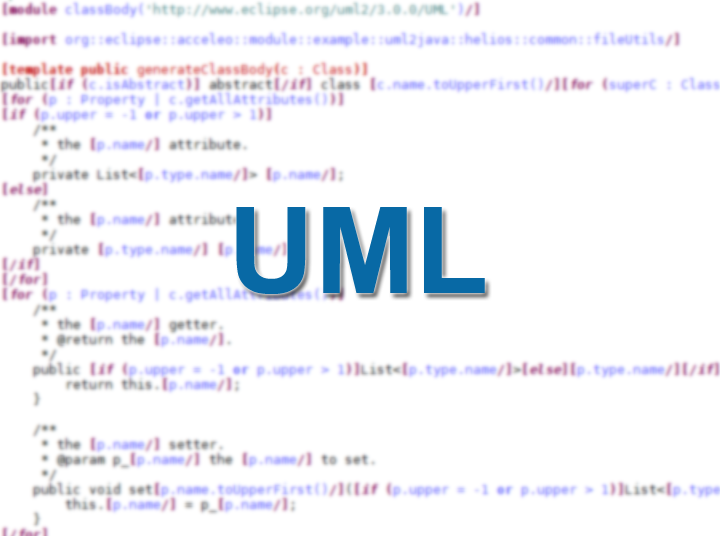 [module classBody('http://www.eclipse.org/uml2/3.0.0/UML')/]
[import org::eclipse::acceleo::module::example::uml2java::helios::common::fileUtils/]
[template public generateClassBody(c : Class)]
public[if (c.isAbstract)] abstract[/if] class [c.name.toUpperFirst()/][for (superC : Class
[for (p : Property | c.getAllAttributes())]
[if (p.upper = -1 or p.upper > 1)]
/**
* the [p.name/] attribute.
*/
private List<[p.type.name/]> [p.name/];
[else]
/**
* the [p.name/]
*/
private [p.type.name/]
[/if]
[/for]
UML
[for (p : Property |
/**
* the [p.name/] getter.
* @return the [p.name/].
*/
public [if (p.upper = -1 or p.upper > 1)]List<[p.type.name/]>[else][p.type.name/][/if]
return this.[p.name/];
}
/**
* the [p.name/] setter.
* @param p_[p.name/] the [p.name/] to set.
*/
public void set[p.name.toUpperFirst()/]([if (p.upper = -1 or p.upper > 1)]List<[p.type
this.[p.name/] = p_[p.name/];
}
[/for]